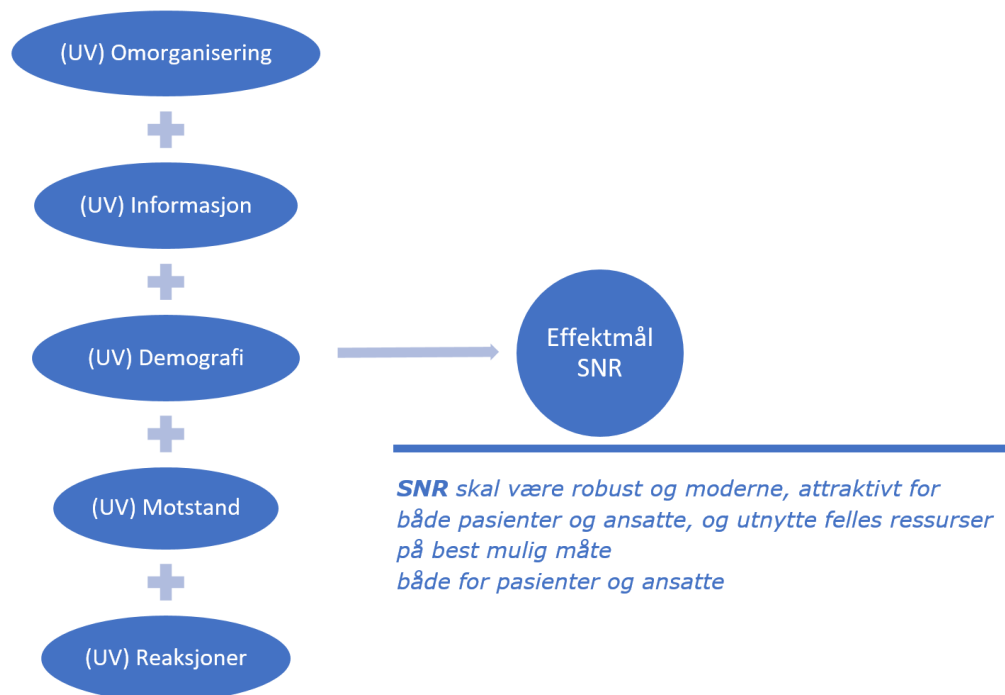 (UV) Omorganisering
(UV) Informasjon
(UV) Demografi
(UV) Motstand
(UV) Reaksjoner
Effektmål
SNR
SNR skal være robust og moderne, attraktivt for
både pasienter og ansatte, og utnytte felles ressurser
på best mulig måte
både for pasienter og ansatte